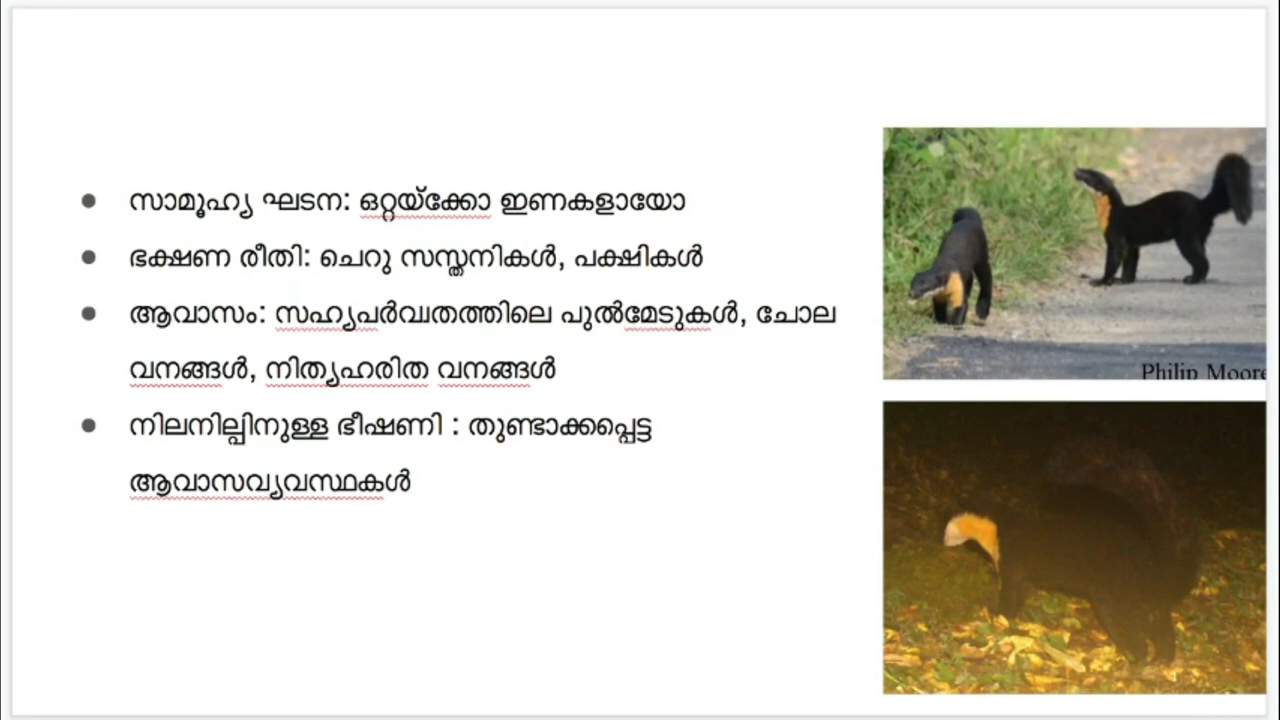 സാമൂഹ്യ ഘടന: ഒറ്റയ്ക്കോ ഇണകളായോ
ഭക്ഷണ രീതി: ചെറു സസ്തനികൾ, പക്ഷികൾ
ആവാസം: സഹ്യപർവതത്തിലെ പുൽമേടുകൾ, ചോല
വനങ്ങൾ, നിത്യഹരിത വനങ്ങൾ
നിലനില്പിനുള്ള ഭീഷണി : തുണ്ടാക്കപ്പെട്ട
ആവാസവ്യവസ്ഥകൾ
Philip Moore